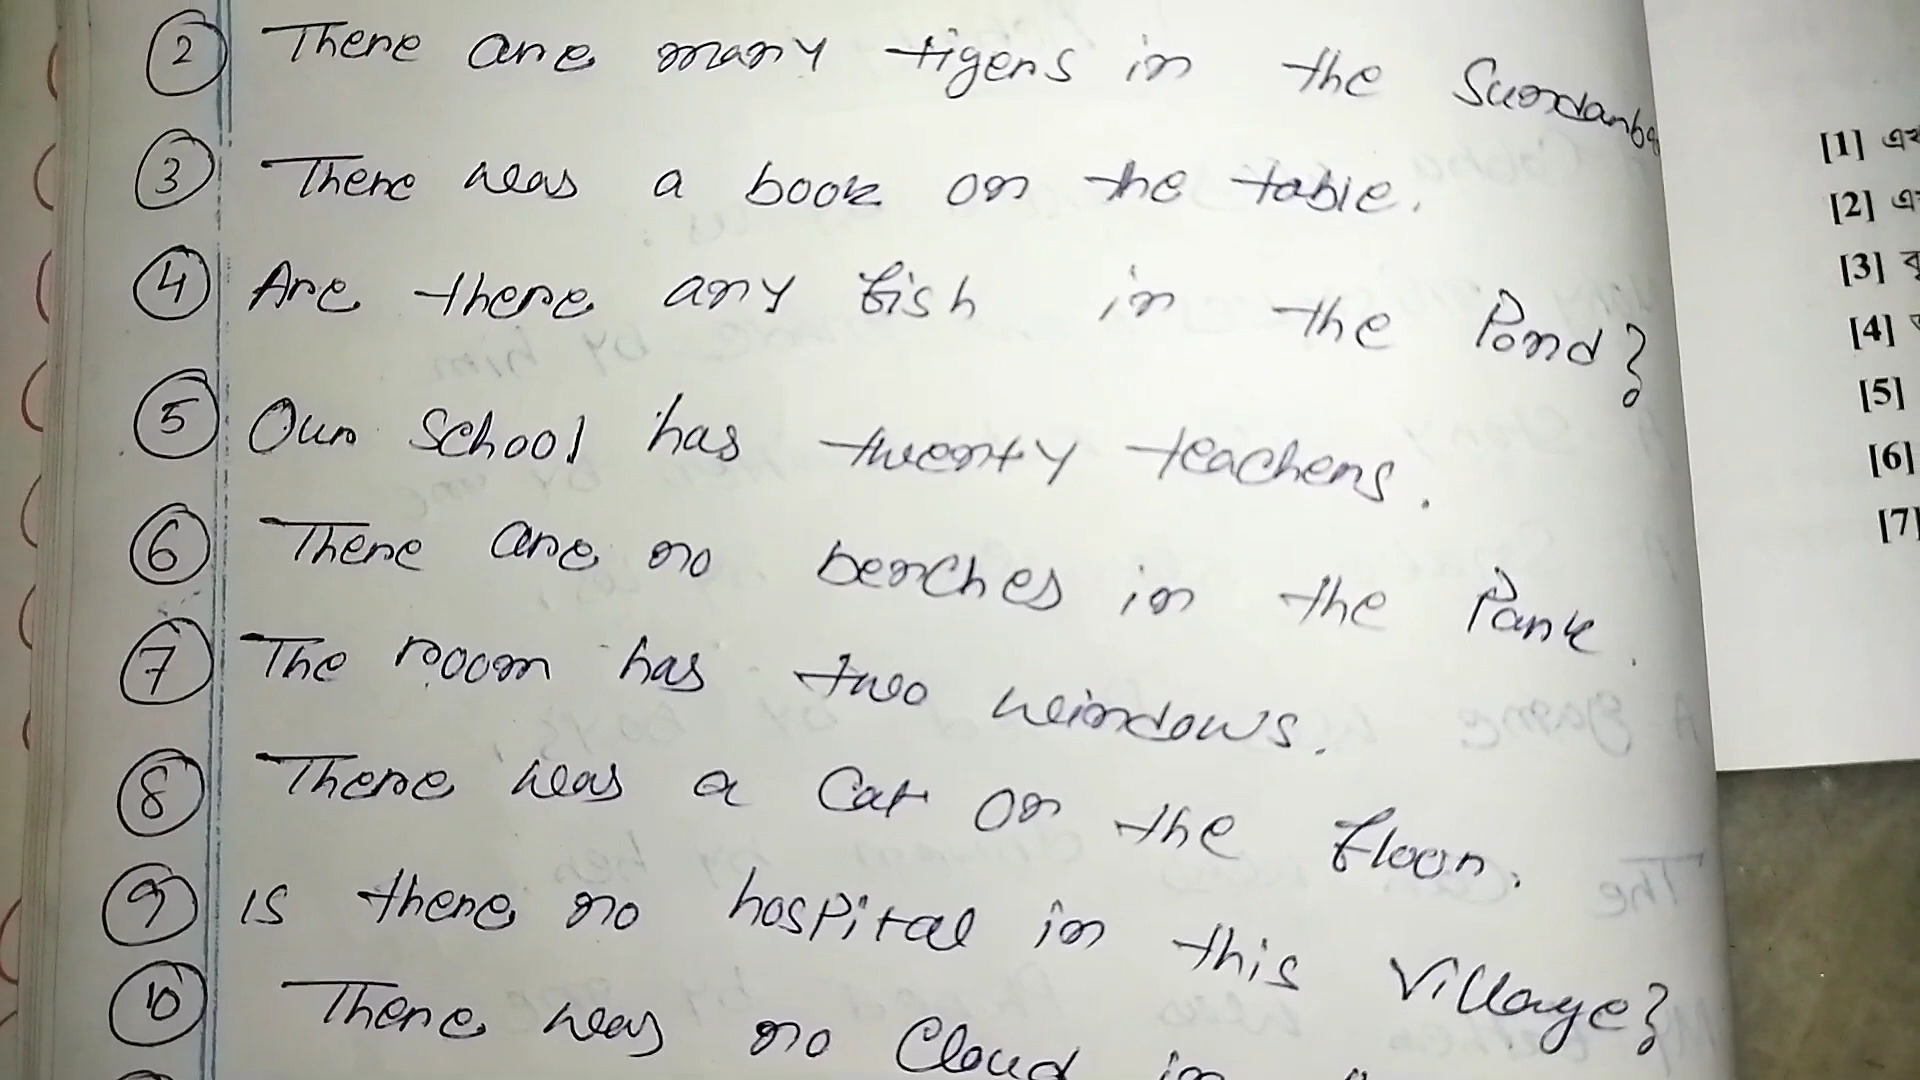 2 There are many tigers in the Sundarba
3 There was a book on the table.
4 Are there any fish in the Pond?
5 Our School has twenty teachers.
6 There are no benches in the Park.
7 The room has two windows.
8 There was a Cat on the floor.
9 is there no hospital in this Village?
10 There was no Cloud in
[1] এখ
[2] এ
[3]
[4]
[5]
[6]
[7]